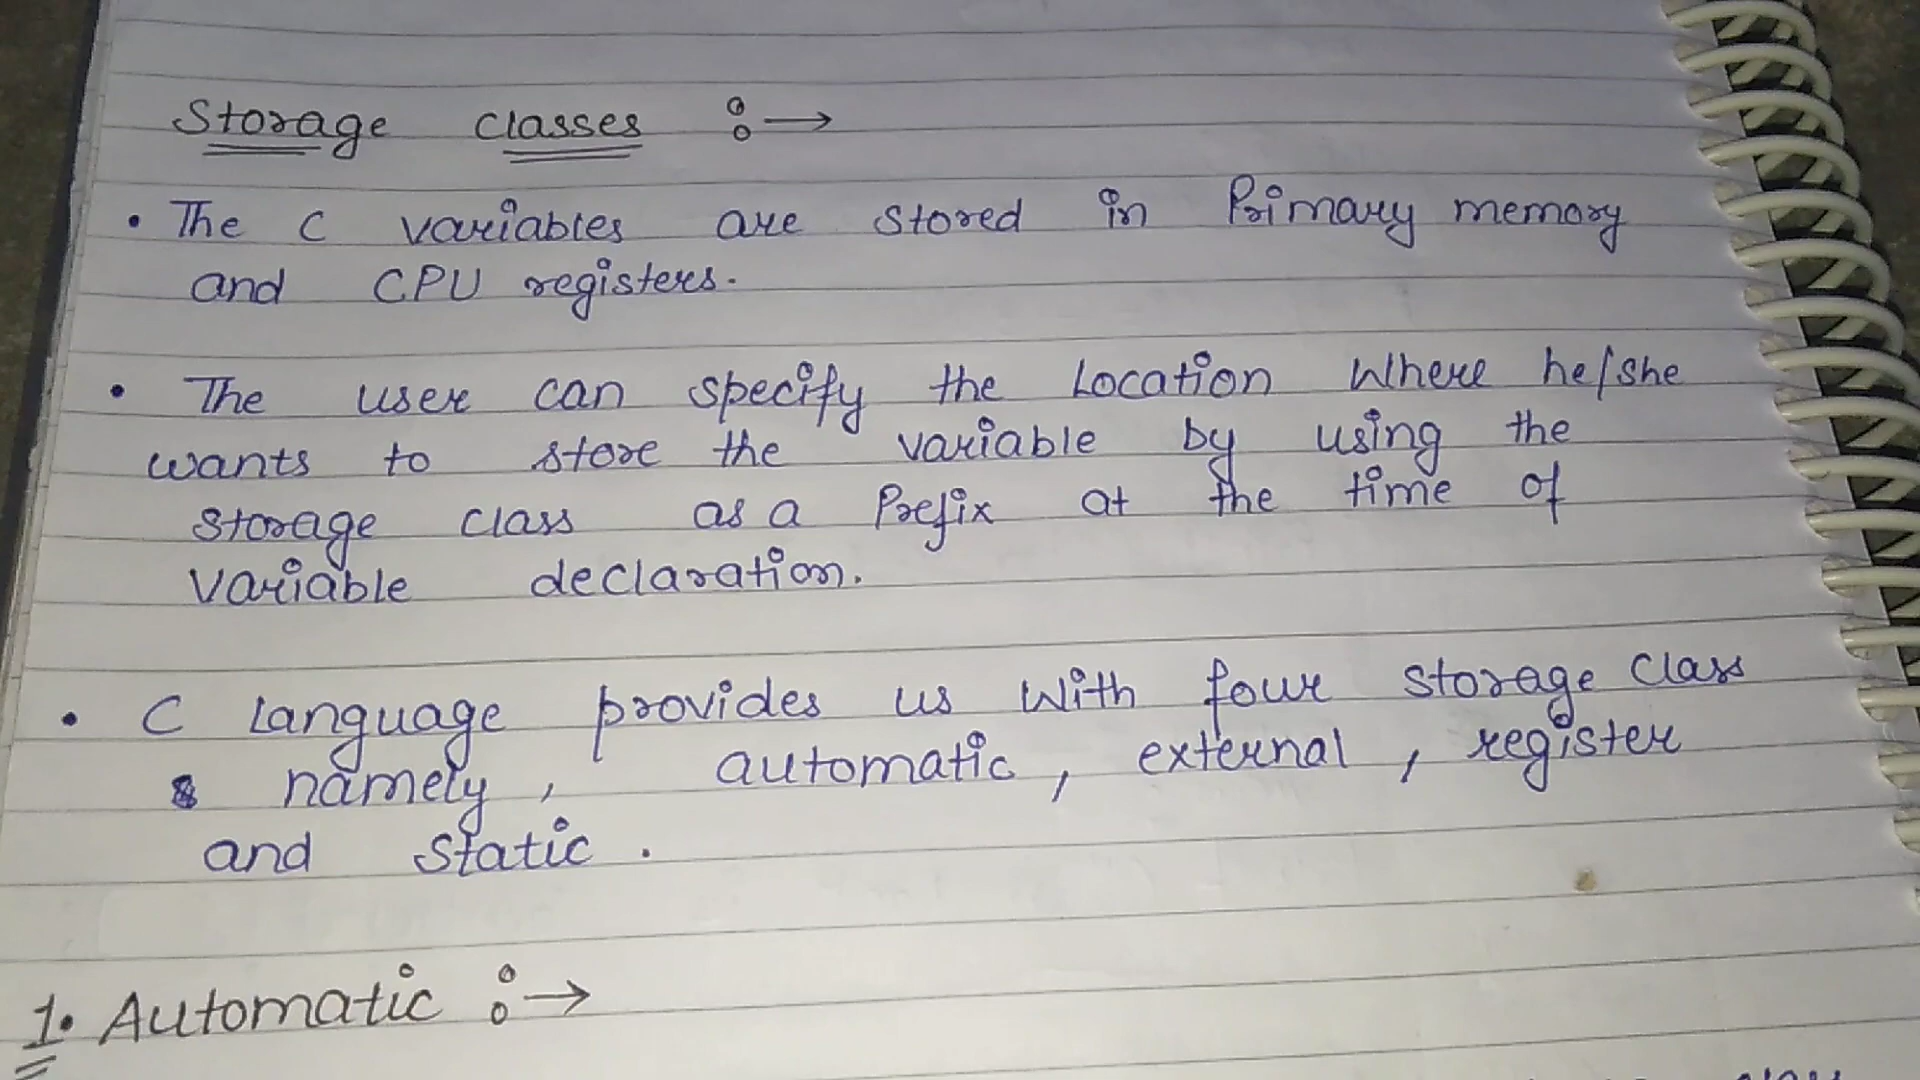 Storage classes :→
• The C variables are stored in Primary memory
and CPU registers.
• The user can specify the Location Where he/she
wants to store the variable by using the
storage class as a Prefix at the time of
variable declaration.
• C Language provides us With four storage class
namely, automatic, external, register
and static.
1. Automatic :→